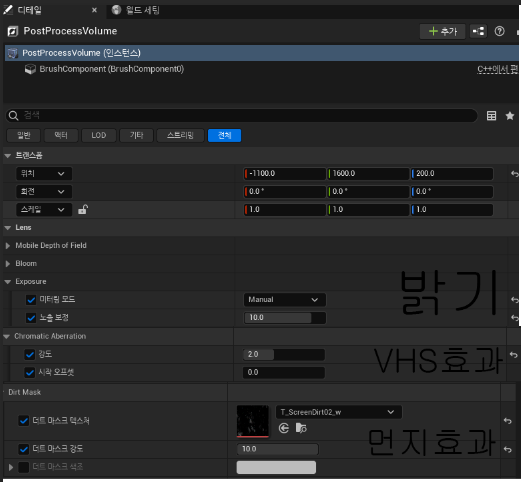 디테일
월드 세팅
PostProcessVolume
추가
PostProcessVolume (인스턴스)
BrushComponent (BrushComponent0)
C++에서 편
검색
일반
액터
LOD
기타
스트리밍
전체
트랜스폼
위치
-1100.0
1600.0
200.0
회전
0.0 °
0.0 °
0.0 °
스케일
1.0
1.0
1.0
Lens
Mobile Depth of Field
Bloom
Exposure
밝기
미터링 모드
Manual
노출 보정
10.0
Chromatic Aberration
강도
2.0
VHS효과
시작 오프셋
0.0
Dirt Mask
더트 마스크 텍스처
T_ScreenDirt02_w
먼지효과
더트 마스크 강도
10.0
더트 마스크 색조